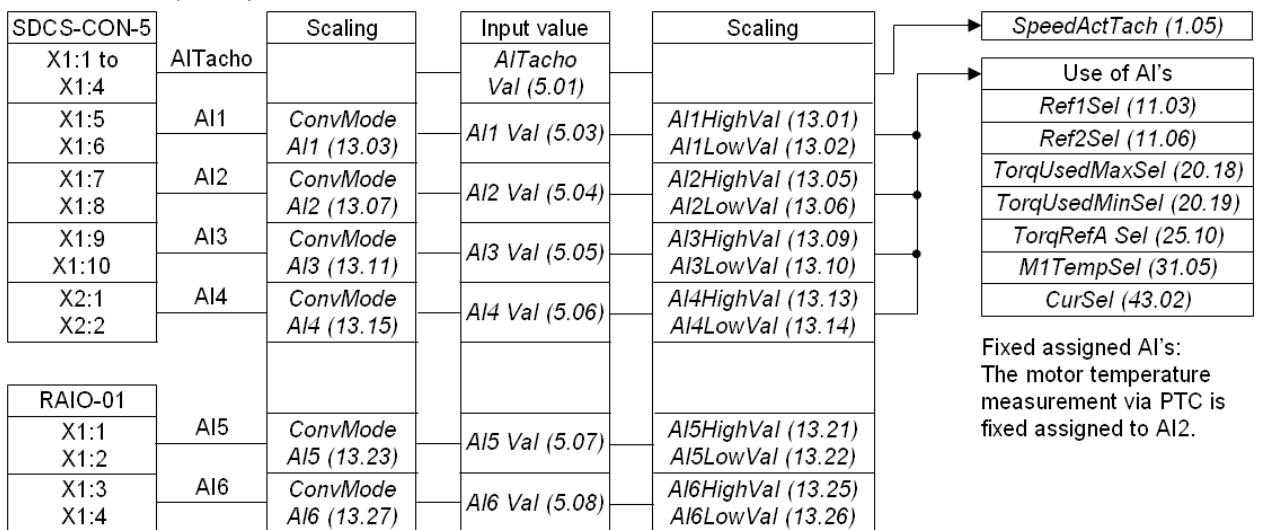 SDCS-CON-5 Scaling Input value Scaling SpeedActTach (1.05)
X1:1 to AITacho AITacho
X1:4 Val (5.01) Use of AI's
X1:5 AI1 ConvMode AI1 Val (5.03) AI1HighVal (13.01) Ref1Sel (11.03)
X1:6 AI1 (13.03) AI1LowVal (13.02) Ref2Sel (11.06)
X1:7 AI2 ConvMode AI2 Val (5.04) AI2HighVal (13.05) TorqUsedMaxSel (20.18)
X1:8 AI2 (13.07) AI2LowVal (13.06) TorqUsedMinSel (20.19)
X1:9 AI3 ConvMode AI3 Val (5.05) AI3HighVal (13.09) TorqRefA Sel (25.10)
X1:10 AI3 (13.11) AI3LowVal (13.10) M1TempSel (31.05)
X2:1 AI4 ConvMode AI4 Val (5.06) AI4HighVal (13.13) CurSel (43.02)
X2:2 AI4 (13.15) AI4LowVal (13.14)
Fixed assigned AI's:
The motor temperature
measurement via PTC is
fixed assigned to AI2.
RAIO-01
X1:1 AI5 ConvMode AI5 Val (5.07) AI5HighVal (13.21)
X1:2 AI5 (13.23) AI5LowVal (13.22)
X1:3 AI6 ConvMode AI6 Val (5.08) AI6HighVal (13.25)
X1:4 AI6 (13.27) AI6LowVal (13.26)